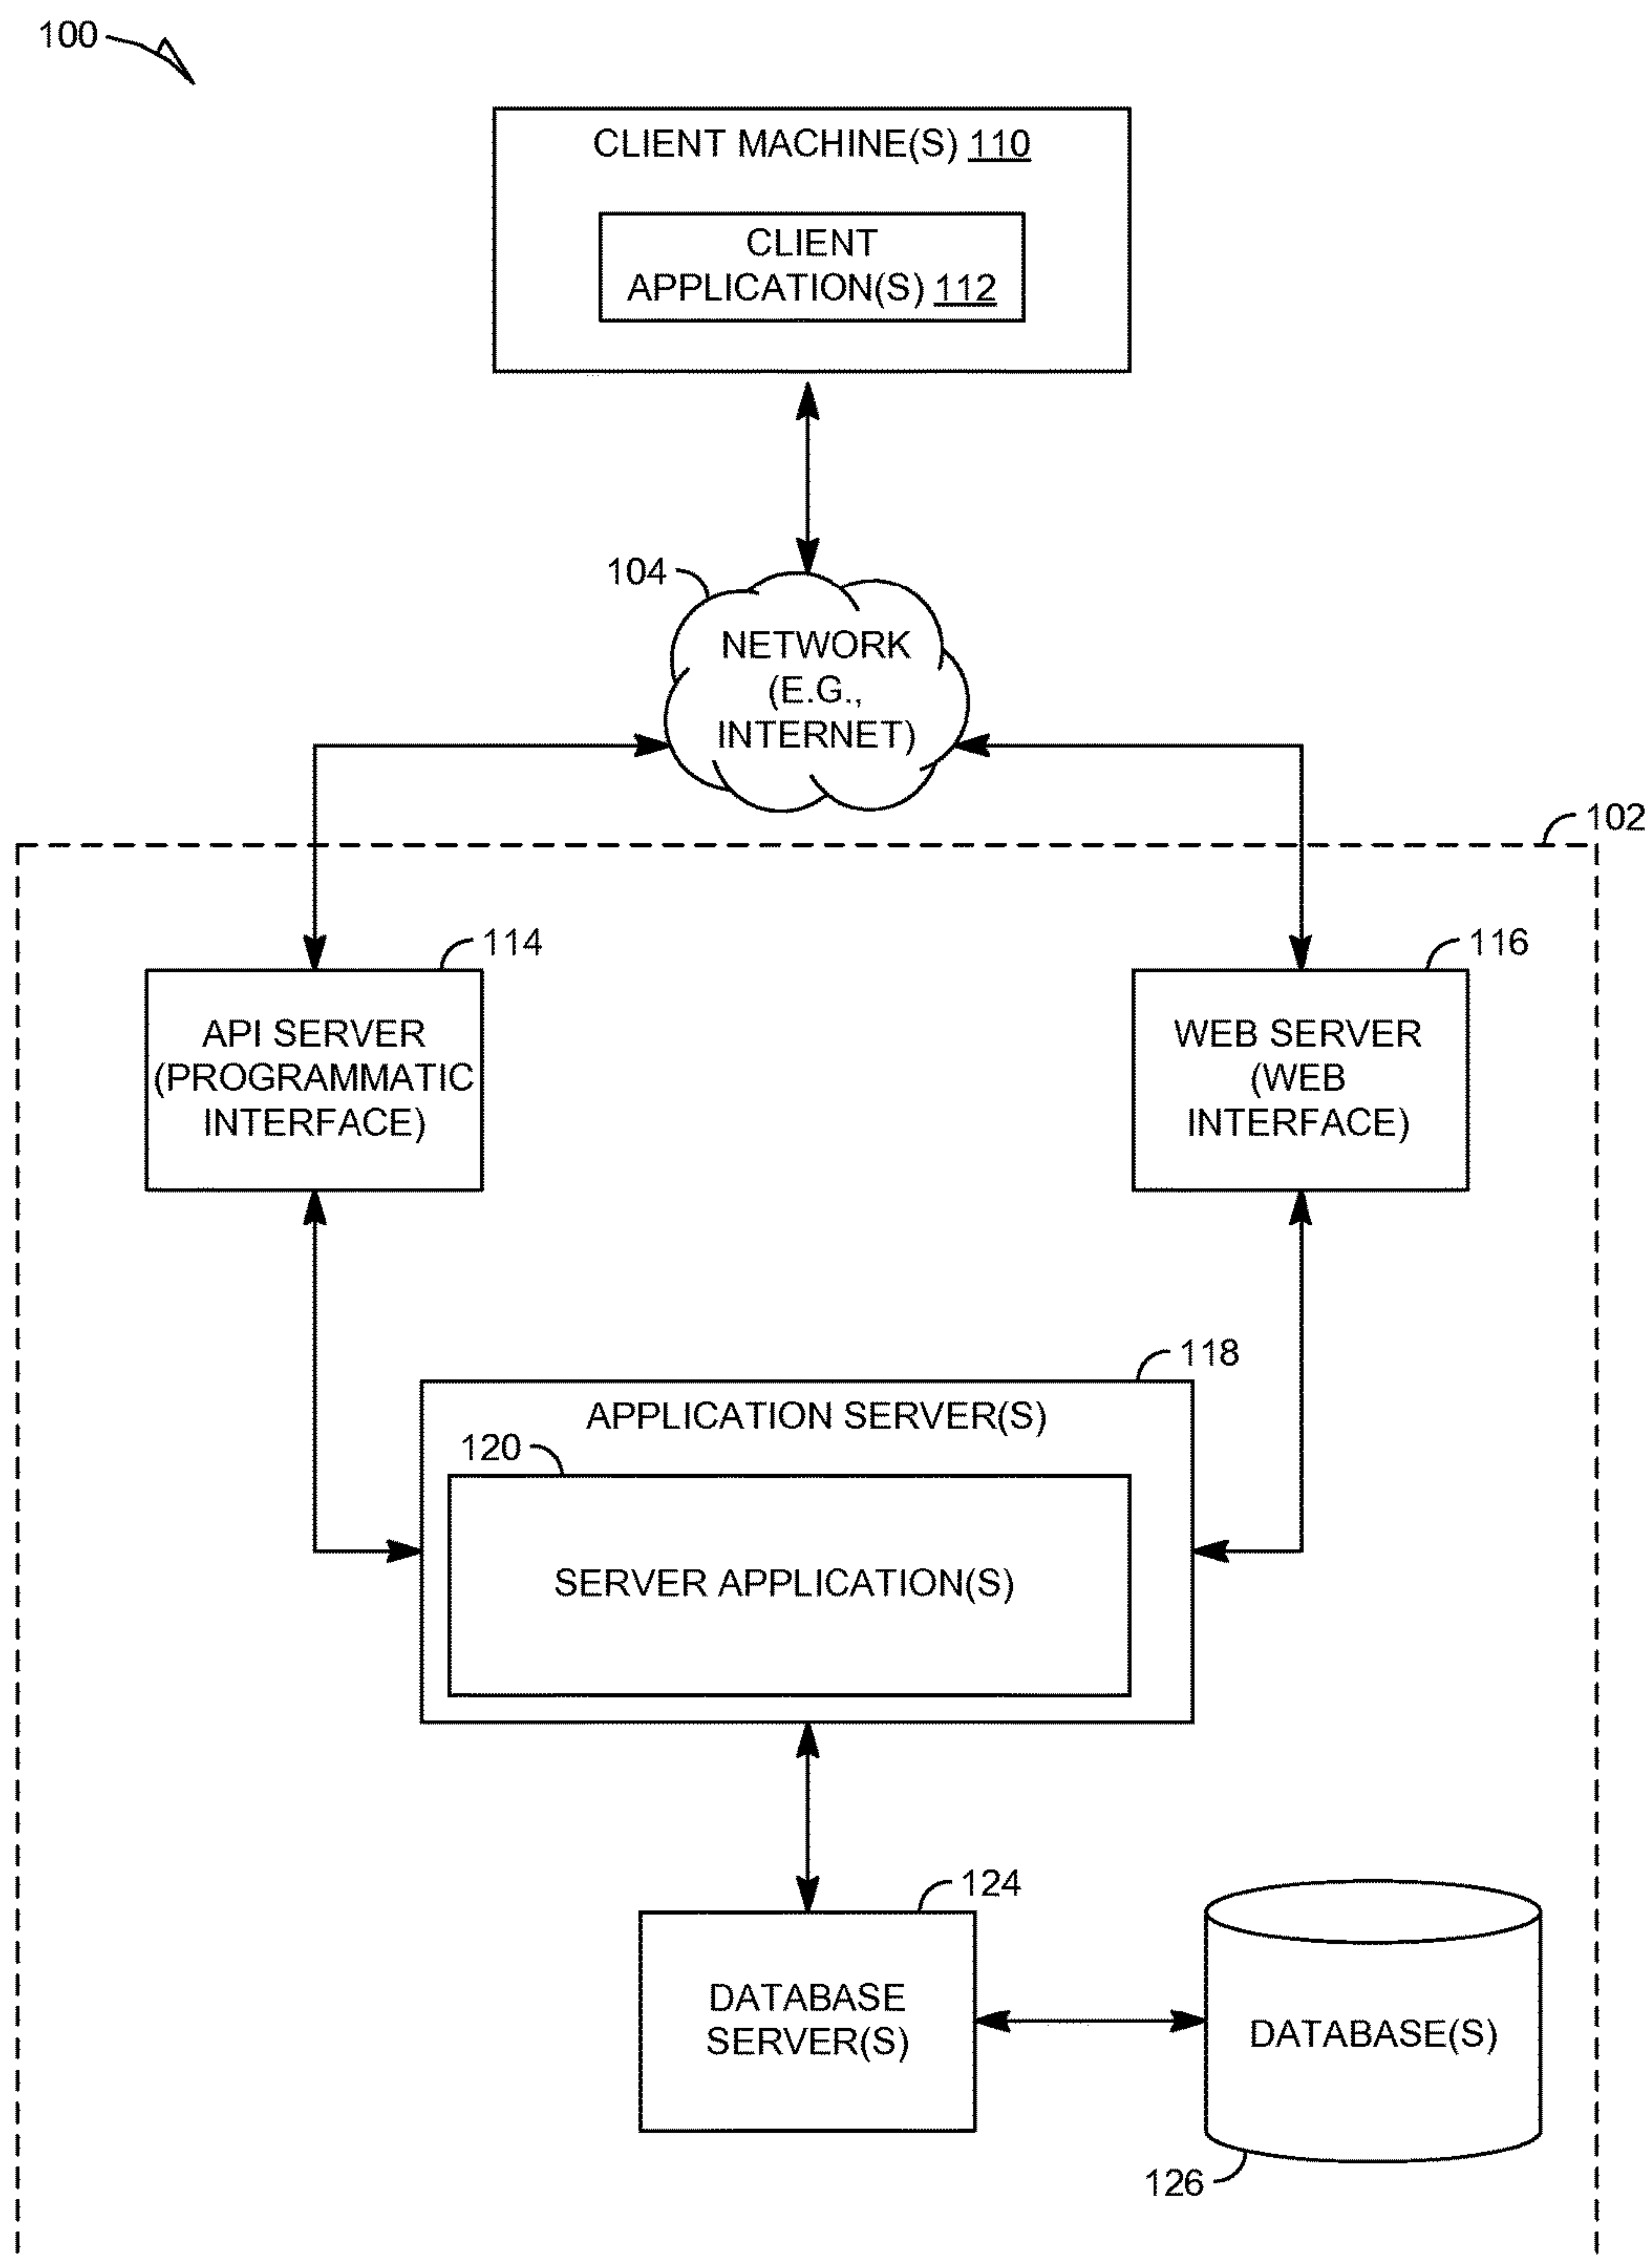 100
CLIENT MACHINE(S) 110
CLIENT
APPLICATION(S) 112
104
NETWORK
(E.G.,
INTERNET)
102
114
API SERVER
(PROGRAMMATIC
INTERFACE)
116
WEB SERVER
(WEB
INTERFACE)
118
APPLICATION SERVER(S)
120
SERVER APPLICATION(S)
124
DATABASE
SERVER(S)
DATABASE(S)
126